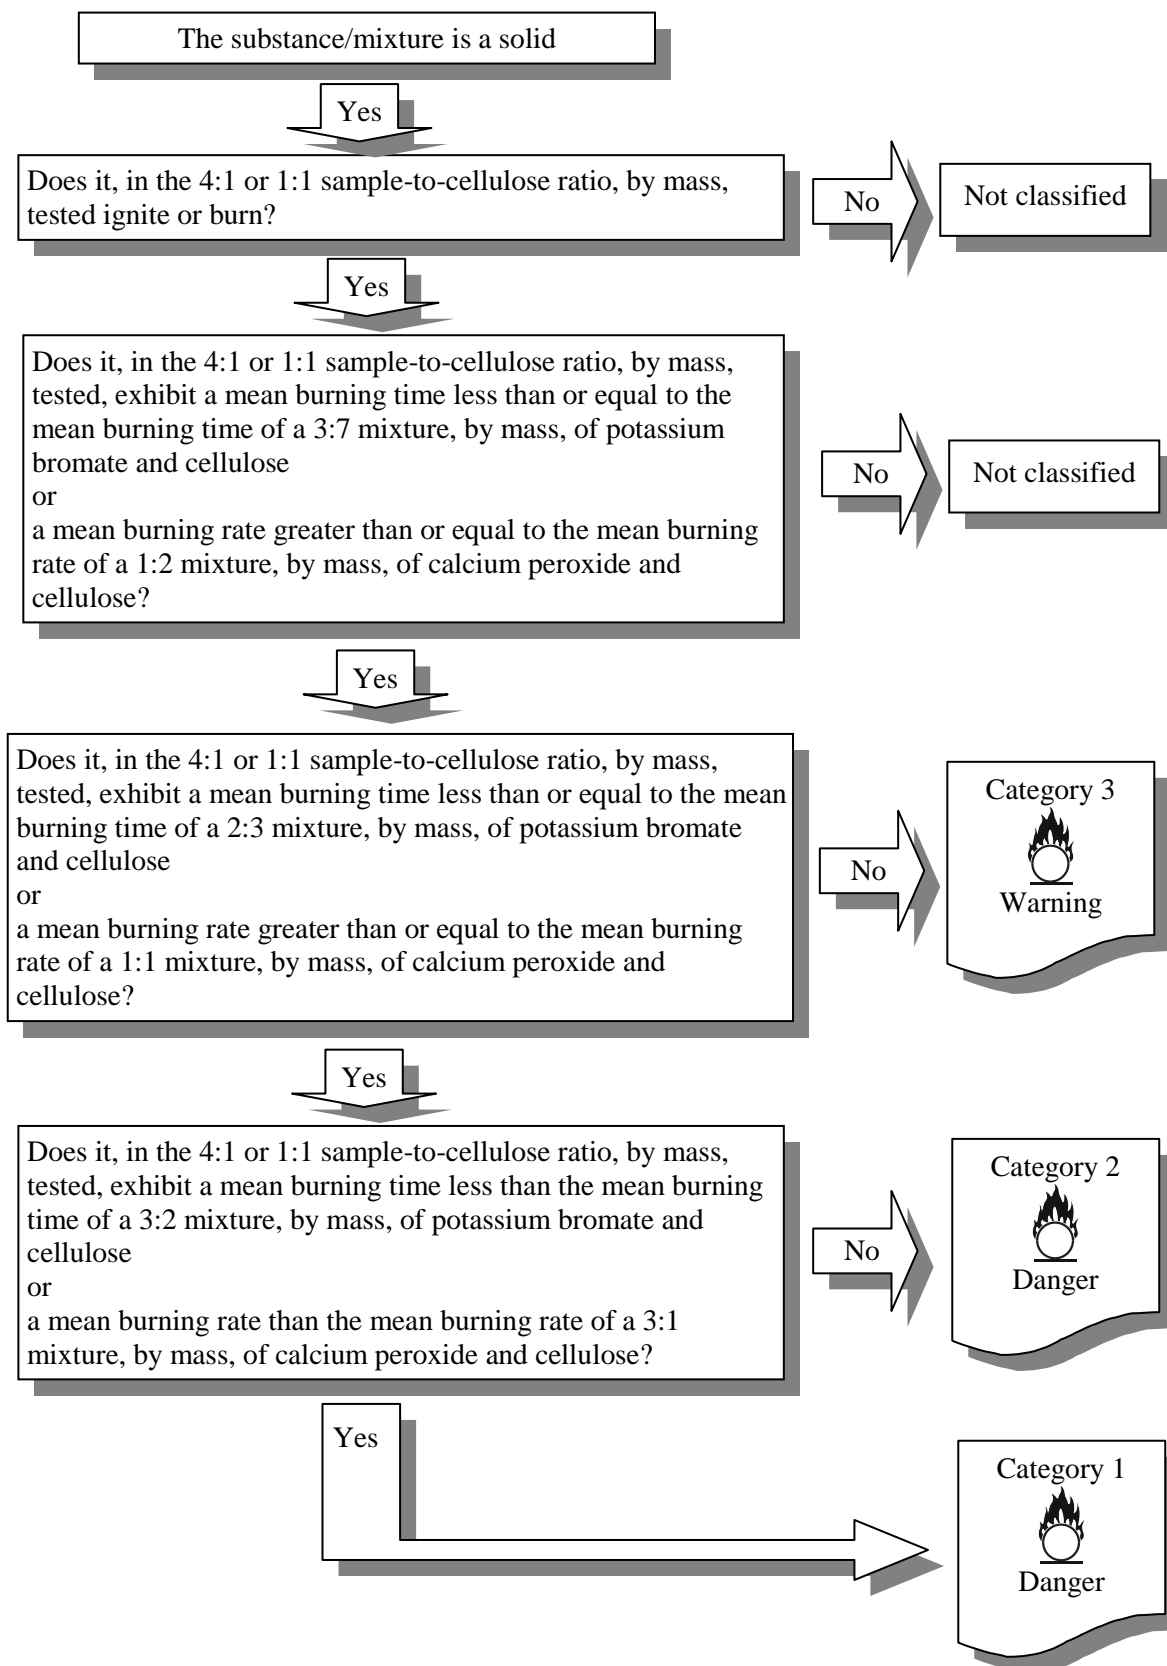 The substance/mixture is a solid
Yes
Does it, in the 4:1 or 1:1 sample-to-cellulose ratio, by mass,
tested ignite or burn?
No
Not classified
Yes
Does it, in the 4:1 or 1:1 sample-to-cellulose ratio, by mass,
tested, exhibit a mean burning time less than or equal to the
mean burning time of a 3:7 mixture, by mass, of potassium
bromate and cellulose
or
a mean burning rate greater than or equal to the mean burning
rate of a 1:2 mixture, by mass, of calcium peroxide and
cellulose?
No
Not classified
Yes
Does it, in the 4:1 or 1:1 sample-to-cellulose ratio, by mass,
tested, exhibit a mean burning time less than or equal to the mean
burning time of a 2:3 mixture, by mass, of potassium bromate
and cellulose
or
a mean burning rate greater than or equal to the mean burning
rate of a 1:1 mixture, by mass, of calcium peroxide and
cellulose?
No
Category 3
Warning
Yes
Does it, in the 4:1 or 1:1 sample-to-cellulose ratio, by mass,
tested, exhibit a mean burning time less than the mean burning
time of a 3:2 mixture, by mass, of potassium bromate and
cellulose
or
a mean burning rate than the mean burning rate of a 3:1
mixture, by mass, of calcium peroxide and cellulose?
No
Category 2
Danger
Yes
Category 1
Danger